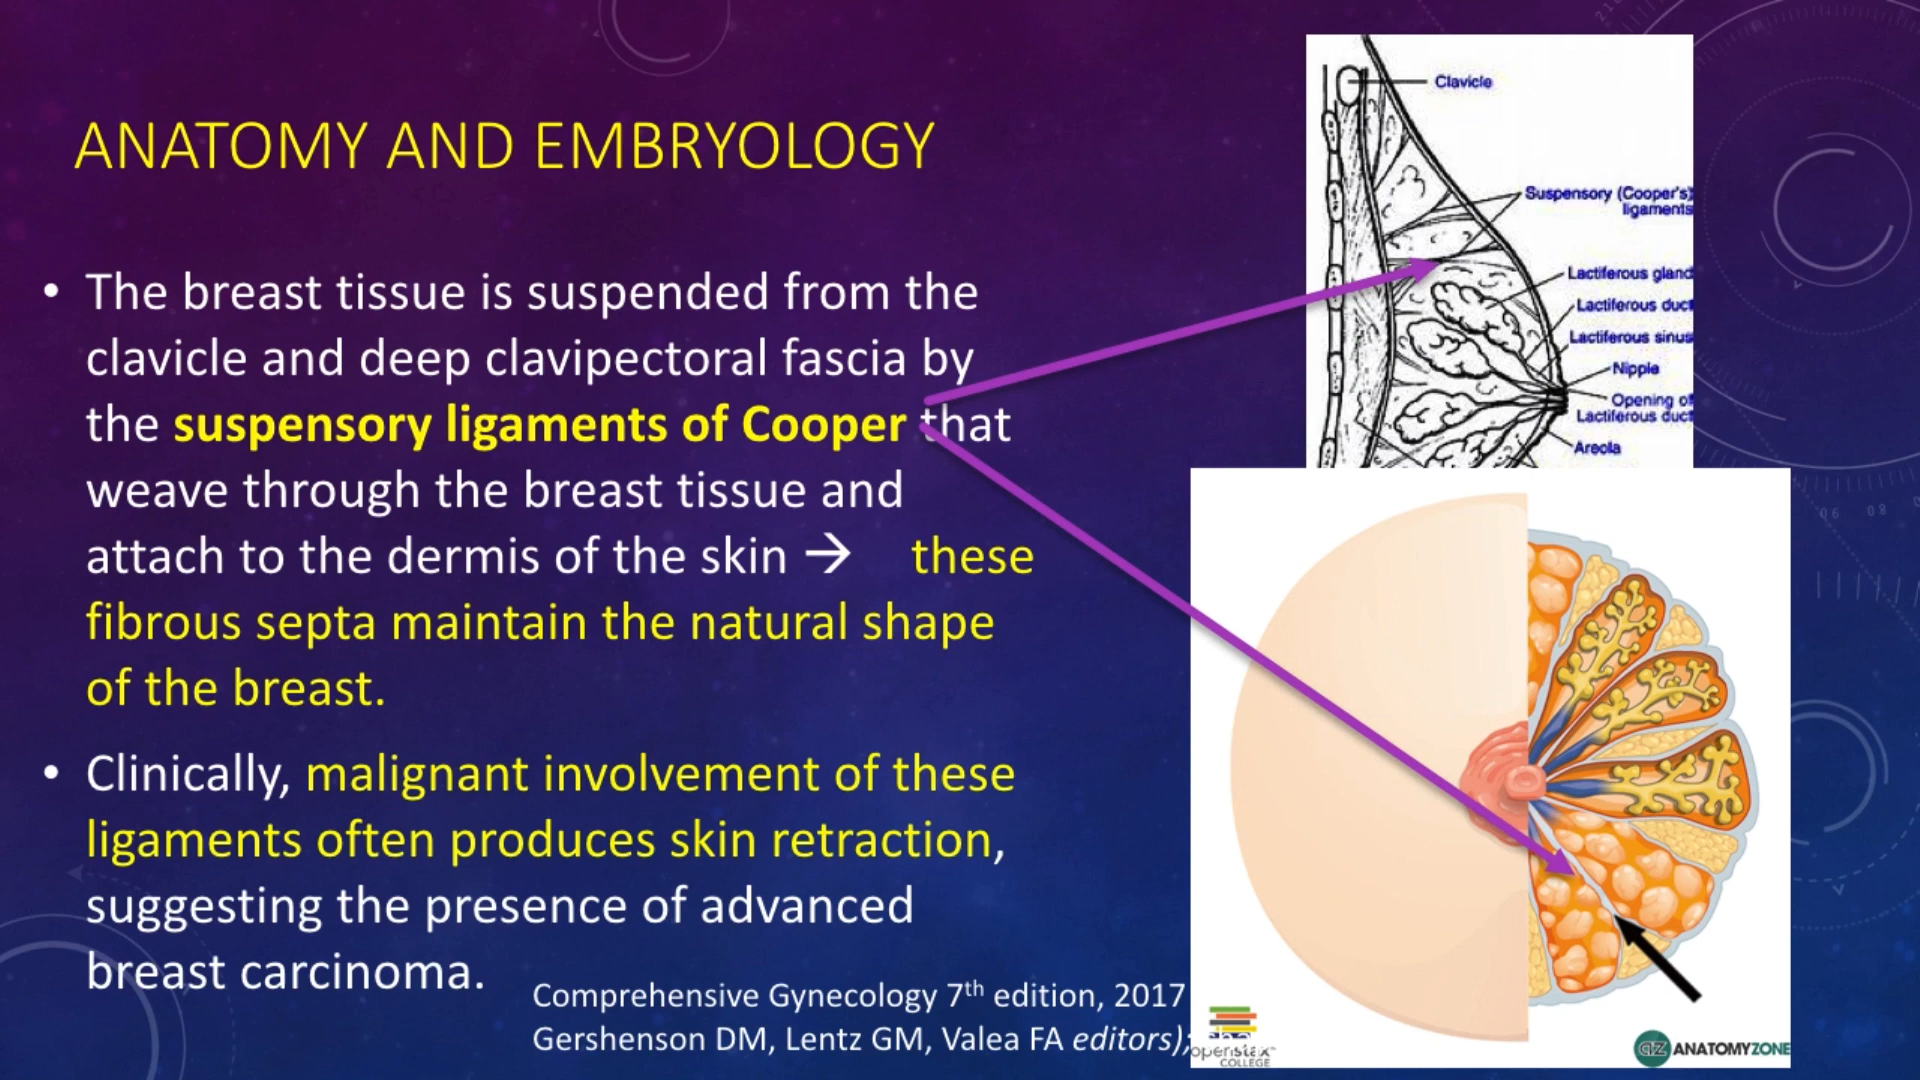 ANATOMY AND EMBRYOLOGY
• The breast tissue is suspended from the
clavicle and deep clavipectoral fascia by
the suspensory ligaments of Cooper that
weave through the breast tissue and
attach to the dermis of the skin → these
fibrous septa maintain the natural shape
of the breast.
• Clinically, malignant involvement of these
ligaments often produces skin retraction,
suggesting the presence of advanced
breast carcinoma.
Comprehensive Gynecology 7th edition, 2017
Gershenson DM, Lentz GM, Valea FA editors);
Clavicle
Suspensory (Cooper's)
ligaments
Lactiferous gland
Lactiferous duct
Lactiferous sinus
Nipple
Opening of
Lactiferous duct
Areola
openstax
COLLEGE
AZ ANATOMYZONE
06 08